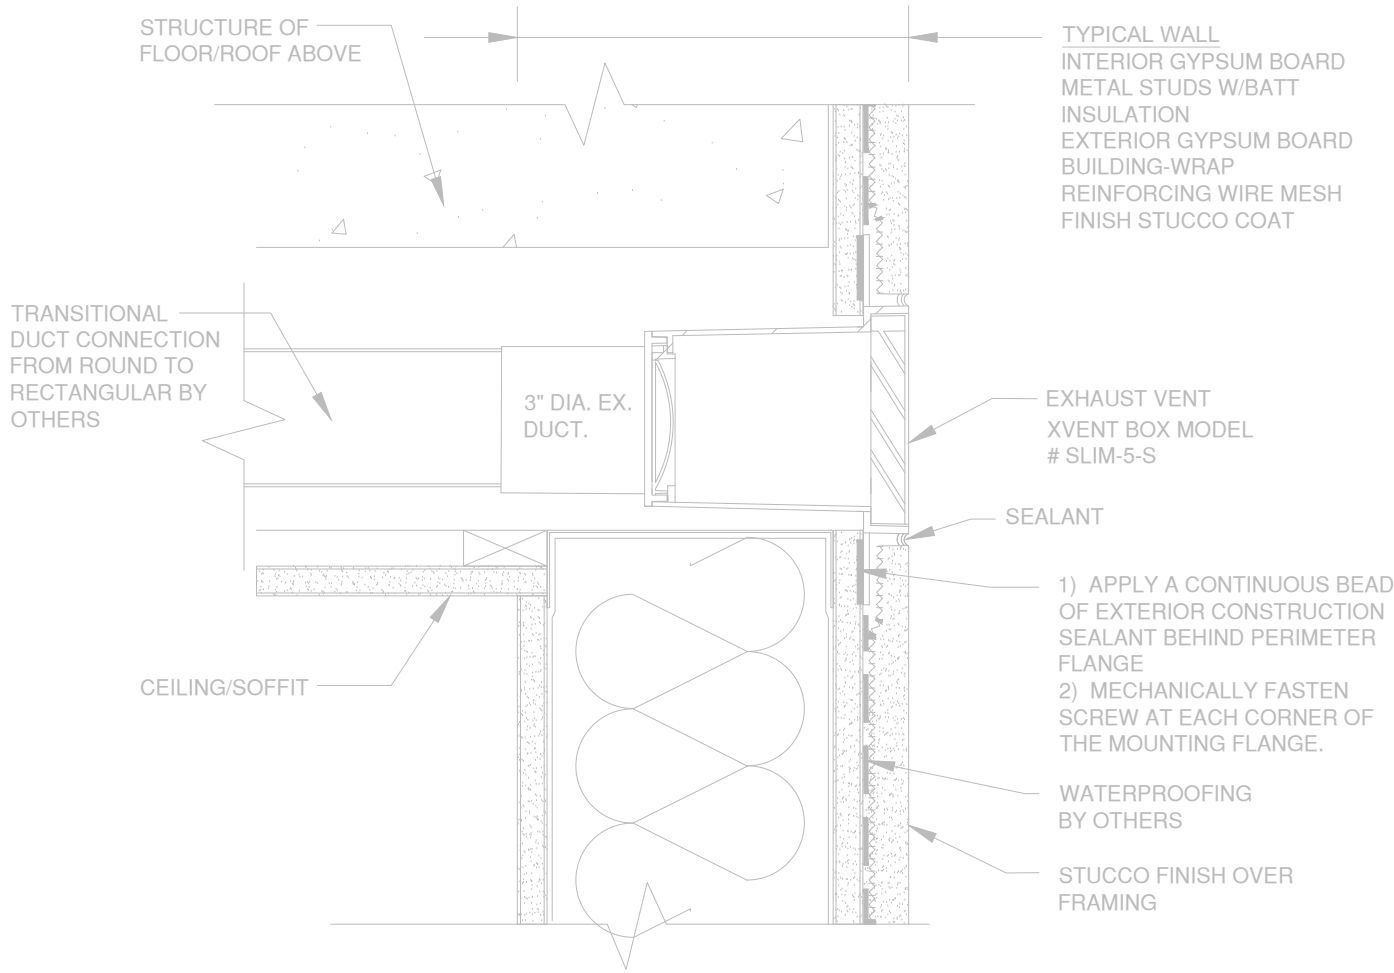 STRUCTURE OF
FLOOR/ROOF ABOVE
TYPICAL WALL
INTERIOR GYPSUM BOARD
METAL STUDS W/BATT
INSULATION
EXTERIOR GYPSUM BOARD
BUILDING-WRAP
REINFORCING WIRE MESH
FINISH STUCCO COAT
TRANSITIONAL
DUCT CONNECTION
FROM ROUND TO
RECTANGULAR BY
OTHERS
3" DIA. EX.
DUCT.
EXHAUST VENT
XVENT BOX MODEL
# SLIM-5-S
SEALANT
1) APPLY A CONTINUOUS BEAD
OF EXTERIOR CONSTRUCTION
SEALANT BEHIND PERIMETER
FLANGE
2) MECHANICALLY FASTEN
SCREW AT EACH CORNER OF
THE MOUNTING FLANGE.
CEILING/SOFFIT
WATERPROOFING
BY OTHERS
STUCCO FINISH OVER
FRAMING